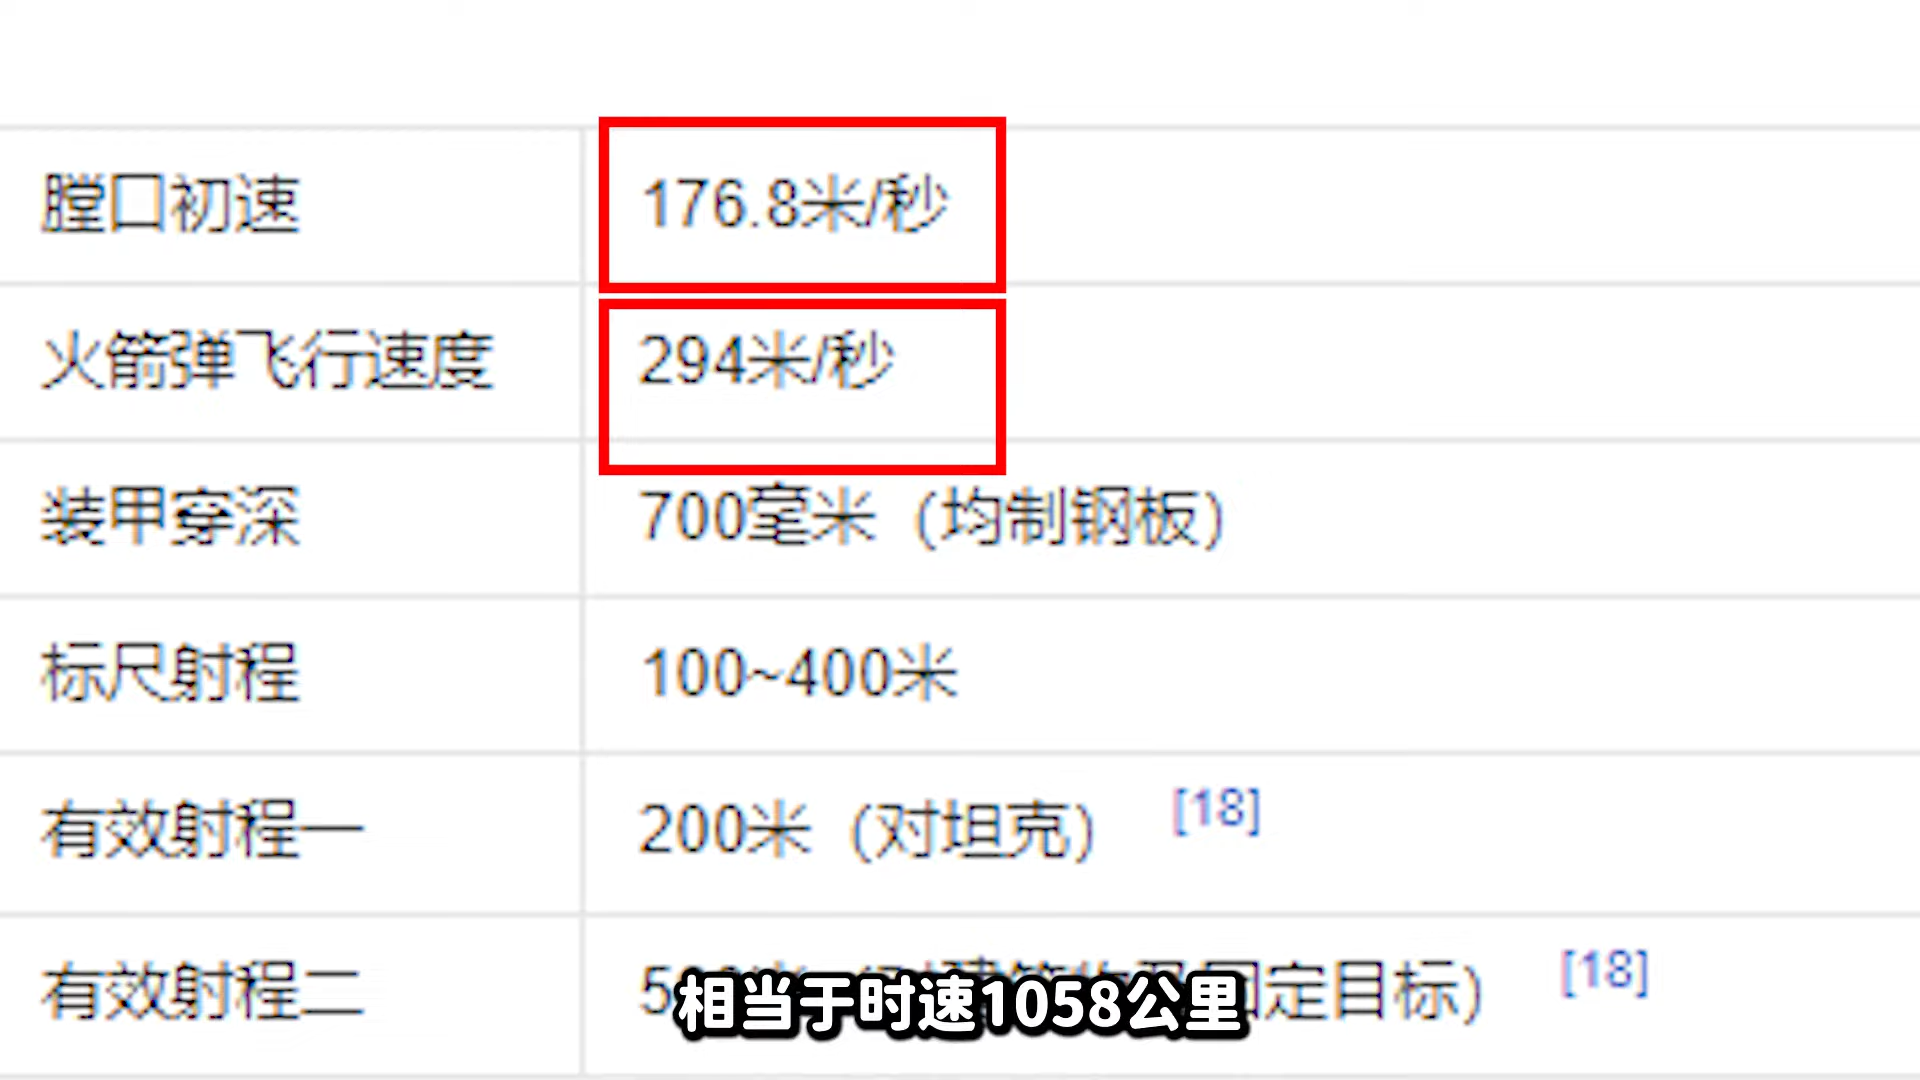 膛口初速 176.8米/秒
火箭弹飞行速度 294米/秒
装甲穿深 700毫米（均制钢板）
标尺射程 100~400米
有效射程一 200米（对坦克） [18]
有效射程二 5 固定目标） [18]
相当于时速1058公里